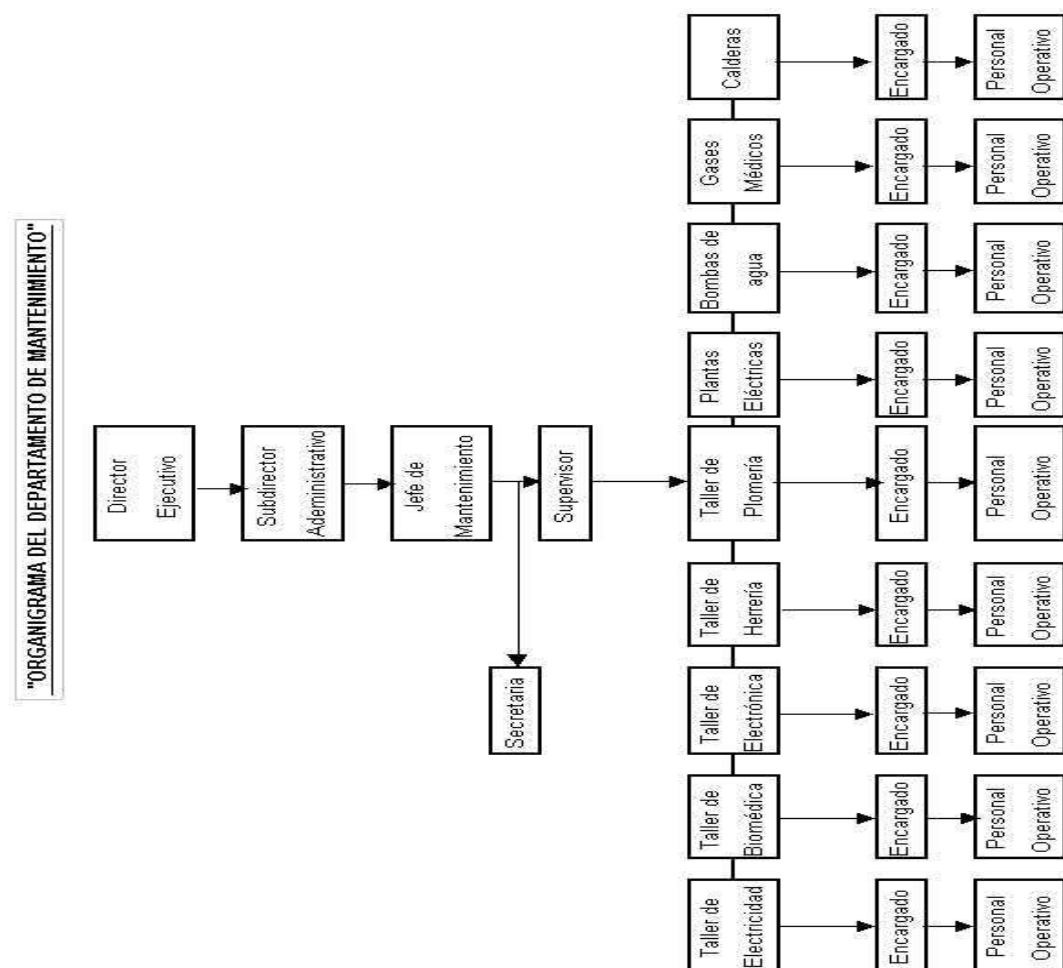 "ORGANIGRAMA DEL DEPARTAMENTO DE MANTENIMIENTO"
Director
Ejecutivo
Subdirector
Adeministrativo
Jefe de
Mantenimiento
Secretaria
Supervisor
Taller de
Electricidad
Taller de
Biomédica
Taller de
Electrónica
Taller de
Herrería
Taller de
Plomería
Plantas
Eléctricas
Bombas de
agua
Gases
Médicos
Calderas
Encargado
Encargado
Encargado
Encargado
Encargado
Encargado
Encargado
Encargado
Encargado
Personal
Operativo
Personal
Operativo
Personal
Operativo
Personal
Operativo
Personal
Operativo
Personal
Operativo
Personal
Operativo
Personal
Operativo
Personal
Operativo